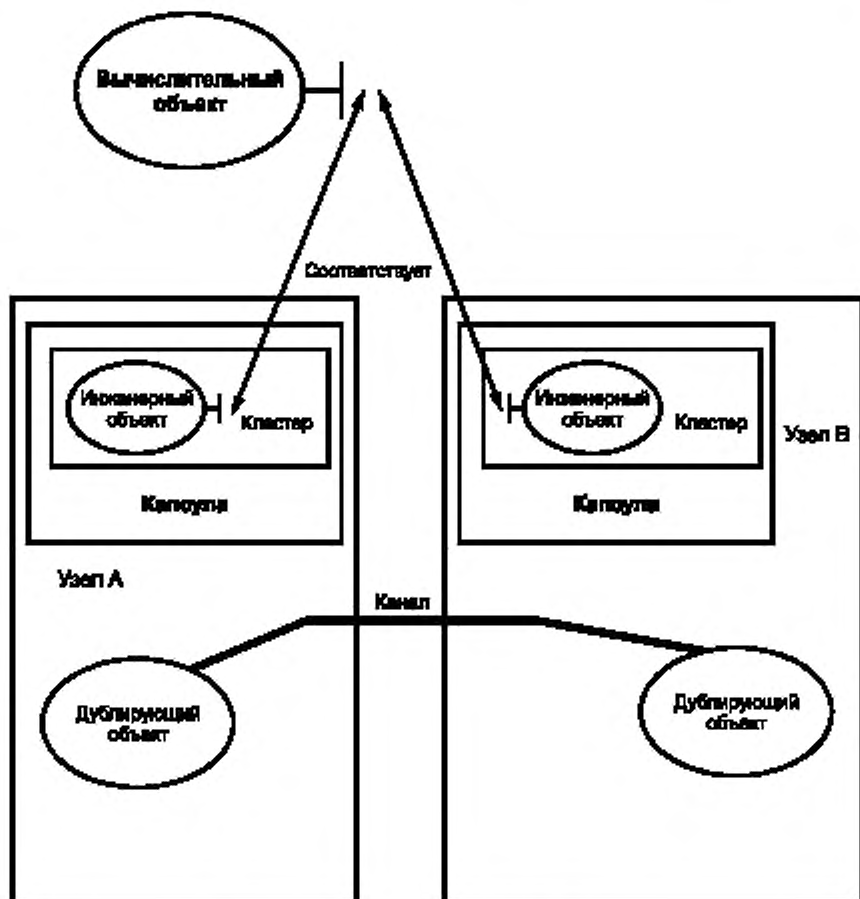 Вычислительный
объект
Соответствует
Инженерный
объект
Кластер
Капсула
Узел А
Инженерный
объект
Кластер
Капсула
Узел В
Канал
Дублирующий
объект
Дублирующий
объект